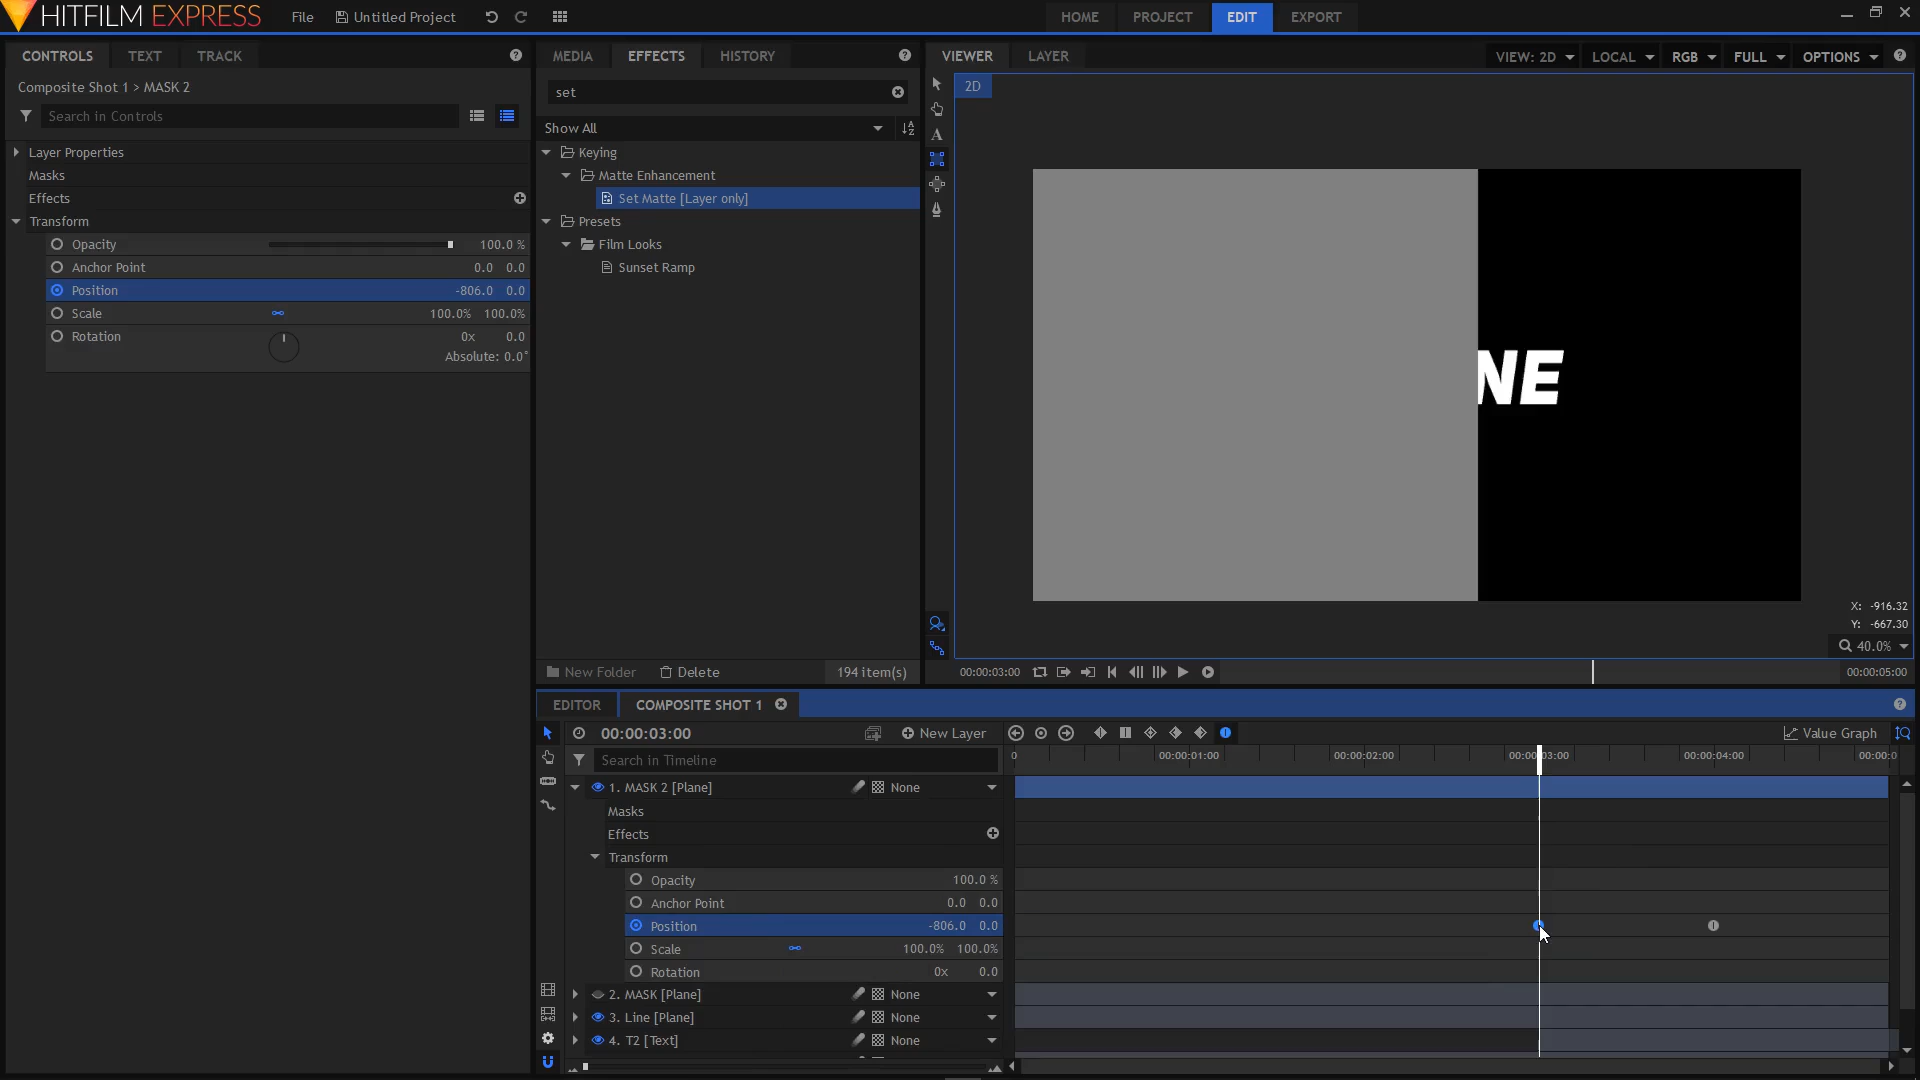 HITFILM EXPRESS
File
Untitled Project
HOME
PROJECT
EDIT
EXPORT
CONTROLS
TEXT
TRACK
Composite Shot 1 > MASK 2
Search in Controls
Layer Properties
Masks
Effects
Transform
Opacity 100.0 %
Anchor Point 0.0 0.0
Position -806.0 0.0
Scale 100.0% 100.0%
Rotation 0x 0.0
Absolute: 0.0°
MEDIA
EFFECTS
HISTORY
set
Show All
Keying
Matte Enhancement
Set Matte [Layer only]
Presets
Film Looks
Sunset Ramp
New Folder
Delete
194 item(s)
VIEWER
LAYER
VIEW: 2D
LOCAL
RGB
FULL
OPTIONS
2D
NE
X: -916.32
Y: -667.30
40.0%
00:00:03:00
00:00:05:00
EDITOR
COMPOSITE SHOT 1
00:00:03:00
New Layer
Value Graph
Search in Timeline
0
00:00:01:00
00:00:02:00
00:00:03:00
00:00:04:00
00:00:0
1. MASK 2 [Plane] None
Masks
Effects
Transform
Opacity 100.0 %
Anchor Point 0.0 0.0
Position -806.0 0.0
Scale 100.0% 100.0%
Rotation 0x 0.0
2. MASK [Plane] None
3. Line [Plane] None
4. T2 [Text] None